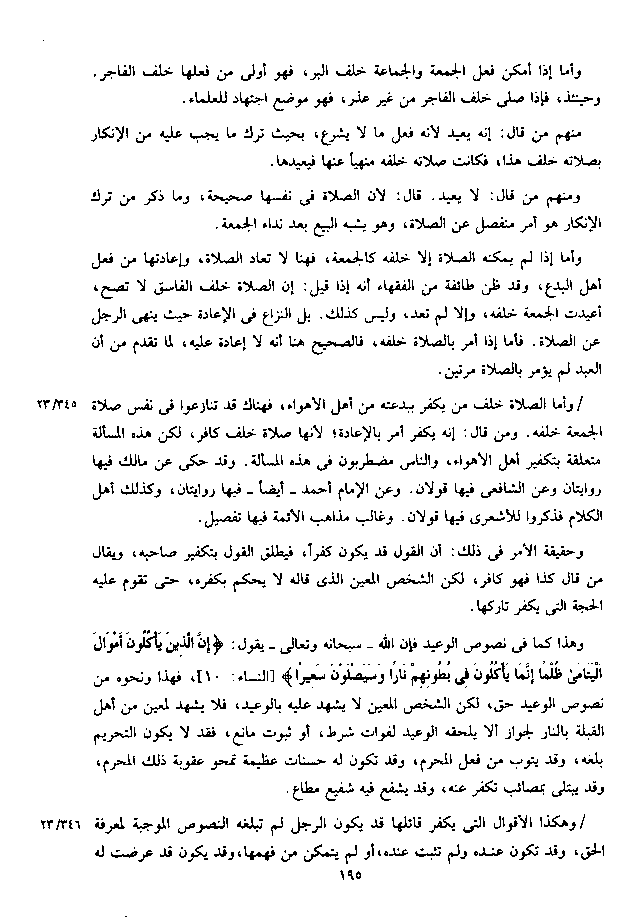 وأما إذا أمكن فعل الجمعة والجماعة خلف البر، فهو أولى من فعلها خلف الفاجر.
وحينئذ، فإذا صلى خلف الفاجر من غير عذر، فهو موضع اجتهاد للعلماء.
منهم من قال: إنه يعيد لأنه فعل ما لا يشرع، بحيث ترك ما يجب عليه من الإنكار
بصلاته خلف هذا، فكانت صلاته خلفه منهياً عنها فيعيدها.
ومنهم من قال: لا يعيد. قال: لأن الصلاة فى نفسها صحيحة، وما ذكر من ترك
الإنكار هو أمر منفصل عن الصلاة، وهو يشبه البيع بعد نداء الجمعة.
وأما إذا لم يمكنه الصلاة إلا خلفه كالجمعة، فهنا لا تعاد الصلاة، وإعادتها من فعل
أهل البدع، وقد ظن طائفة من الفقهاء أنه إذا قيل: إن الصلاة خلف الفاسق لا تصح،
أعيدت الجمعة خلفه، وإلا لم تعد، وليس كذلك. بل النزاع فى الإعادة حيث ينهى الرجل
عن الصلاة. فأما إذا أمر بالصلاة خلفه، فالصحيح هنا أنه لا إعادة عليه، لما تقدم من أن
العبد لم يؤمر بالصلاة مرتين.
/ وأما الصلاة خلف من يكفر ببدعته من أهل الأهواء، فهناك قد تنازعوا فى نفس صلاة ٢٣/٣٤٥
الجمعة خلفه. ومن قال: إنه يكفر أمر بالإعادة؛ لأنها صلاة خلف كافر، لكن هذه المسألة
متعلقة بتكفير أهل الأهواء، والناس مضطربون فى هذه المسألة. وقد حكى عن مالك فيها
روايتان وعن الشافعى فيها قولان. وعن الإمام أحمد ـ أيضاً ـ فيها روايتان، وكذلك أهل
الكلام فذكروا للأشعرى فيها قولان. وغالب مذاهب الأئمة فيها تفصيل.
وحقيقة الأمر فى ذلك: أن القول قد يكون كفراً، فيطلق القول بتكفير صاحبه، ويقال
من قال كذا فهو كافر، لكن الشخص المعين الذى قاله لا يحكم بكفره، حتى تقوم عليه
الحجة التى يكفر تاركها.
وهذا كما فى نصوص الوعيد فإن الله ـ سبحانه وتعالى ـ يقول: ﴿إِنَّ الَّذِينَ يَأْكُلُونَ أَمْوَالَ
الْيَتَامَىٰ ظُلْمًا إِنَّمَا يَأْكُلُونَ فِي بُطُونِهِمْ نَارًا وَسَيَصْلَوْنَ سَعِيرًا﴾ [النساء: ١٠]، فهذا ونحوه من
نصوص الوعيد حق، لكن الشخص المعين لا يشهد عليه بالوعيد، فلا يشهد لمعين من أهل
القبلة بالنار لجواز ألا يلحقه الوعيد لفوات شرط، أو ثبوت مانع، فقد لا يكون التحريم
بلغه، وقد يتوب من فعل المحرم، وقد تكون له حسنات عظيمة تمحو عقوبة ذلك المحرم،
وقد يبتلى بمصائب تكفر عنه، وقد يشفع فيه شفيع مطاع.
/ وهكذا الأقوال التى يكفر قائلها قد يكون الرجل لم تبلغه النصوص الموجبة لمعرفة ٢٣/٣٤٦
الحق، وقد تكون عنده ولم تثبت عنده، أو لم يتمكن من فهمها، وقد يكون قد عرضت له
١٩٥